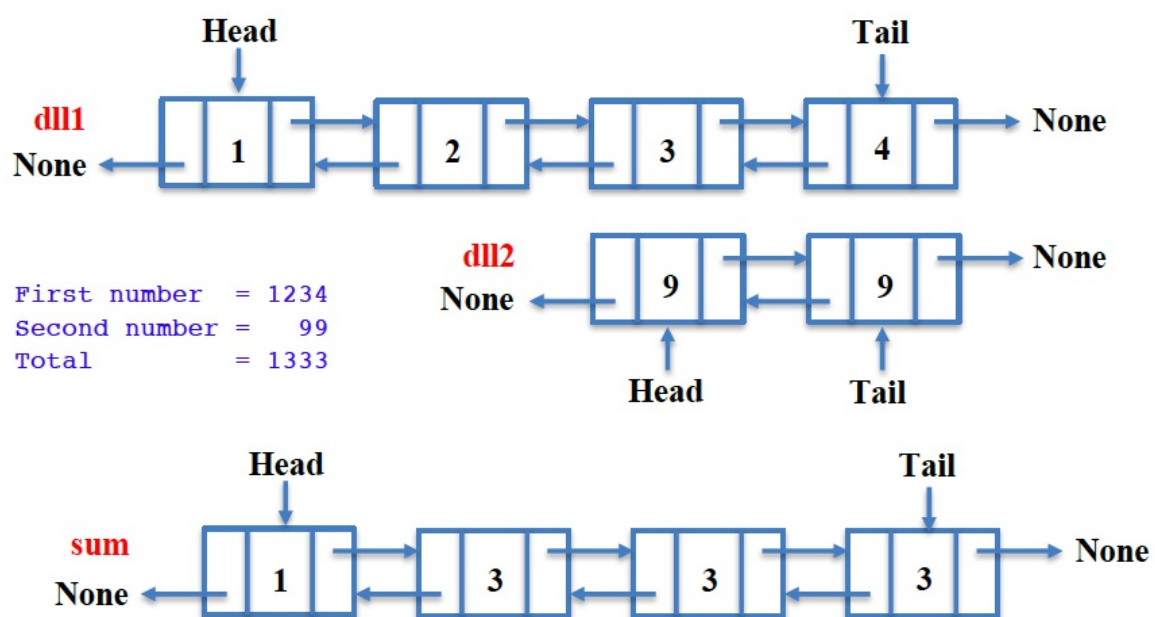 Head Tail
dll1
None
1 2 3 4
None
dll2
None
9 9
None
First number = 1234
Second number = 99
Total = 1333
Head Tail
Head Tail
sum
None
1 3 3 3
None